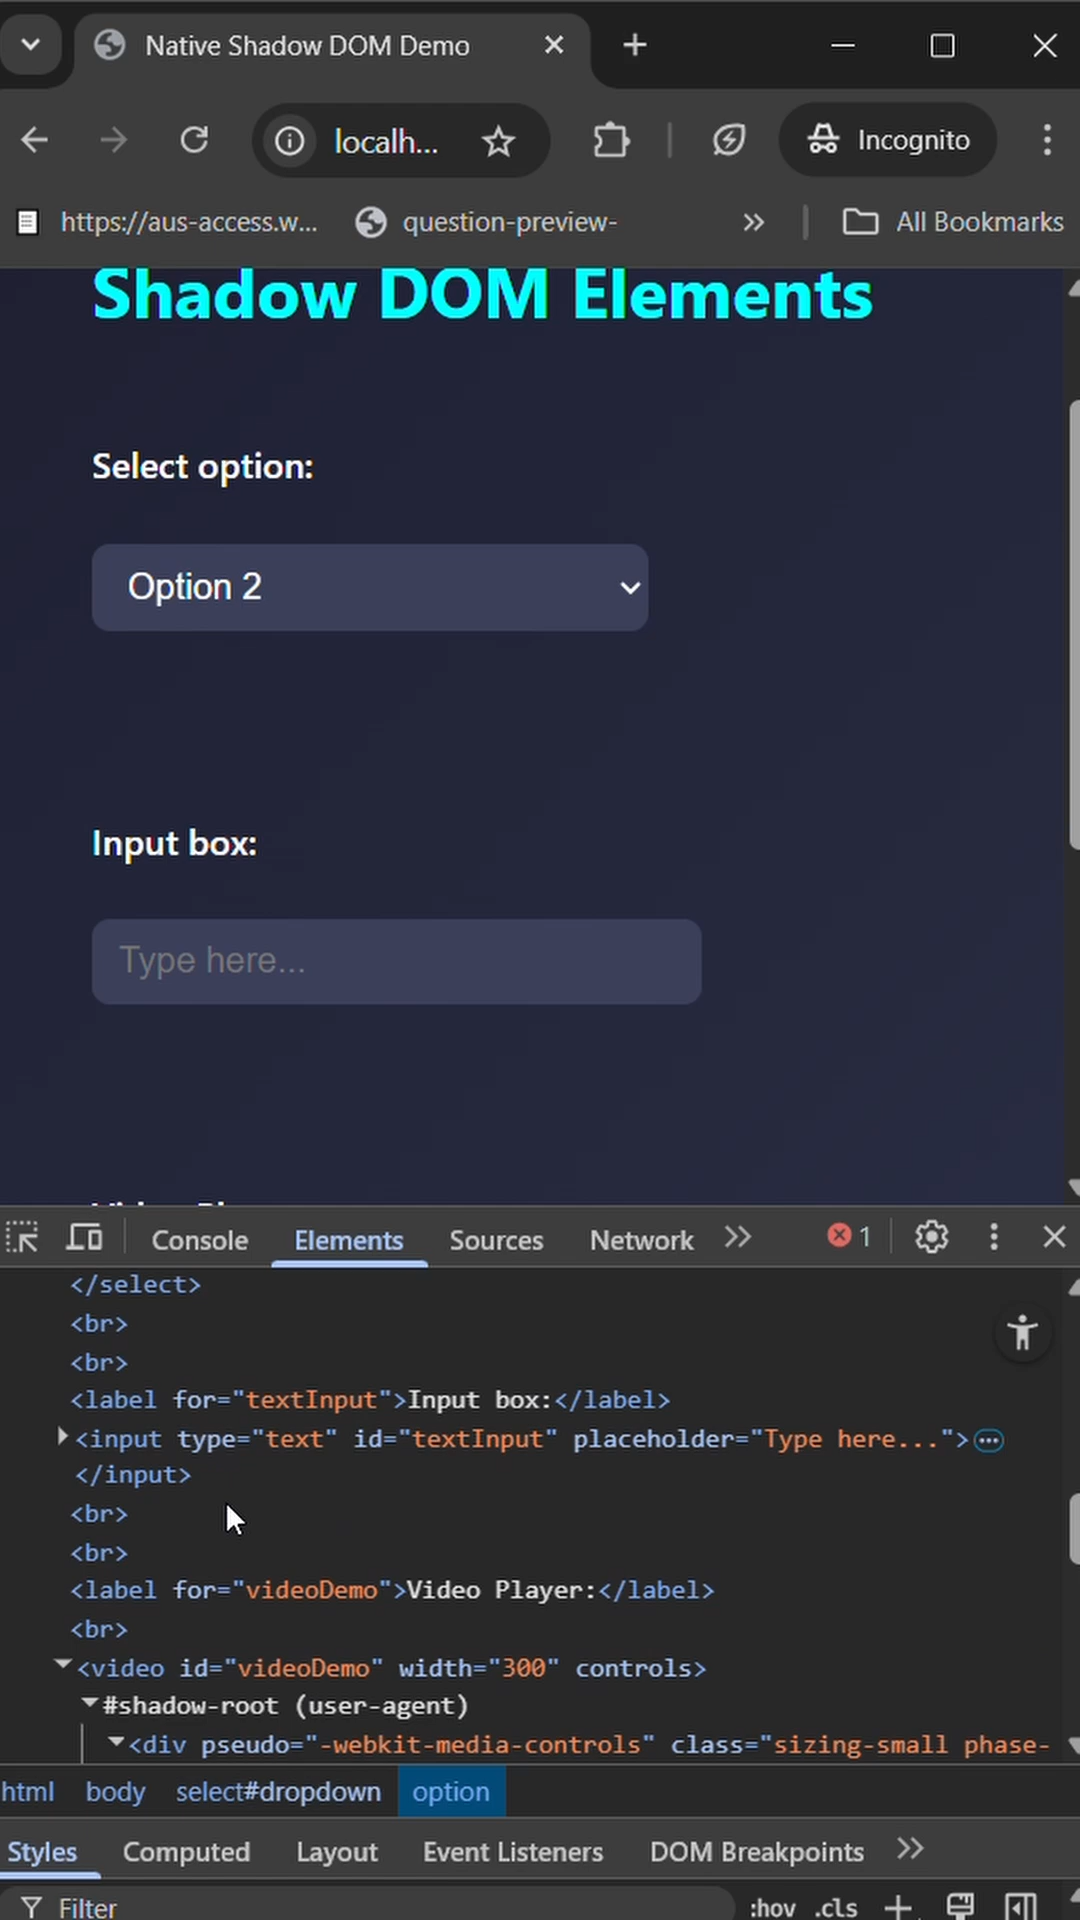 Native Shadow DOM Demo
localh...
Incognito
https://aus-access.w...
question-preview-
All Bookmarks
Shadow DOM Elements
Select option:
Option 2
Input box:
Type here...
Console
Elements
Sources
Network
1
</select>
<br>
<br>
<label for="textInput">Input box:</label>
<input type="text" id="textInput" placeholder="Type here...">
</input>
<br>
<br>
<label for="videoDemo">Video Player:</label>
<br>
<video id="videoDemo" width="300" controls>
#shadow-root (user-agent)
<div pseudo="-webkit-media-controls" class="sizing-small phase-
html body select#dropdown option
Styles Computed Layout Event Listeners DOM Breakpoints
Filter
:hov .cls